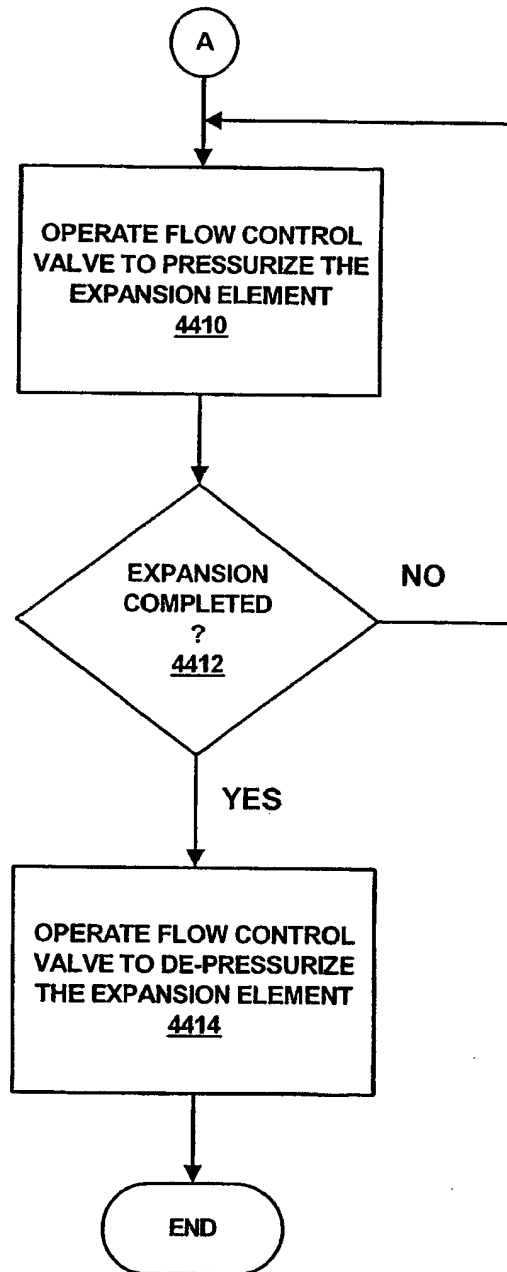 A
OPERATE FLOW CONTROL
VALVE TO PRESSURIZE THE
EXPANSION ELEMENT
4410
EXPANSION
COMPLETED
?
4412
NO
YES
OPERATE FLOW CONTROL
VALVE TO DE-PRESSURIZE
THE EXPANSION ELEMENT
4414
END